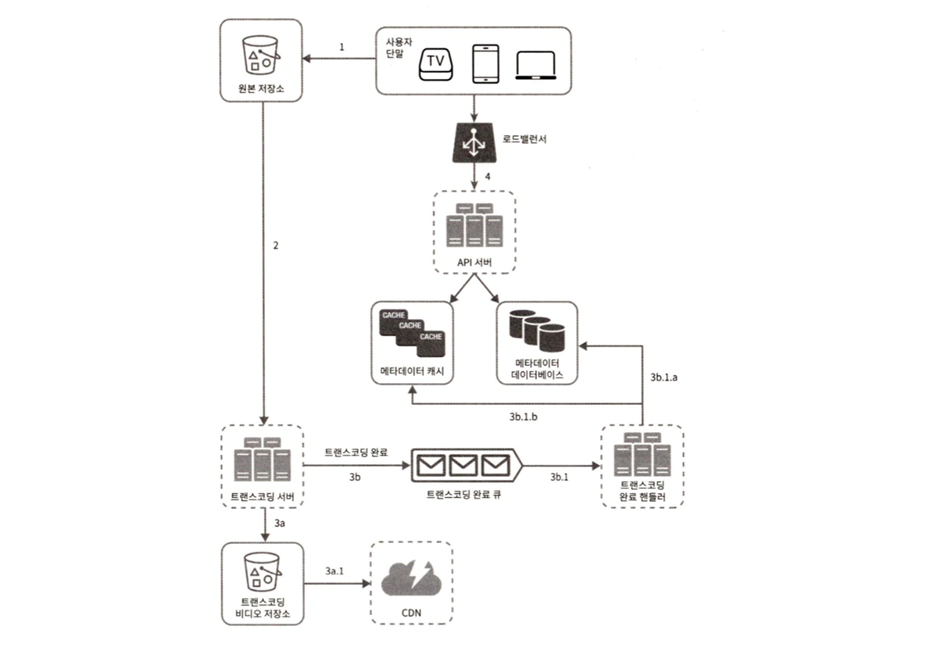 1
사용자
단말
TV
원본 저장소
로드밸런서
4
2
API 서버
CACHE
CACHE
CACHE
메타데이터 캐시
메타데이터
데이터베이스
3b.1.a
3b.1.b
트랜스코딩 완료
3b
3b.1
트랜스코딩 서버
트랜스코딩 완료 큐
트랜스코딩
완료 핸들러
3a
3a.1
트랜스코딩
비디오 저장소
CDN